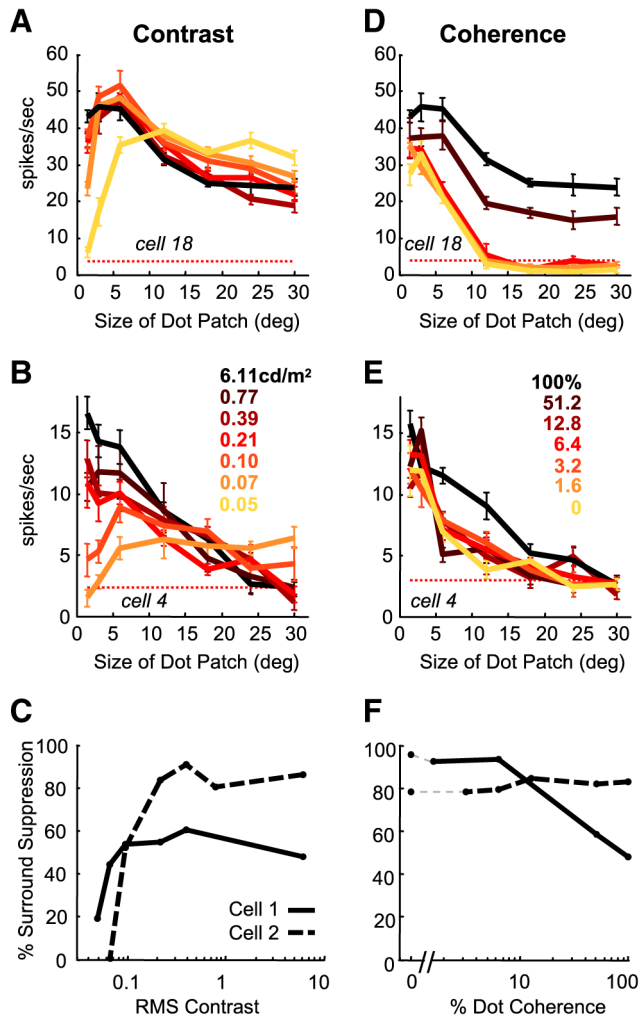 A
Contrast
spikes/sec
60
50
40
30
20
10
0
cell 18
0 5 10 15 20 25 30
Size of Dot Patch (deg)
D
Coherence
60
50
40
30
20
10
0
cell 18
0 5 10 15 20 25 30
Size of Dot Patch (deg)
B
spikes/sec
15
10
5
0
6.11cd/m²
0.77
0.39
0.21
0.10
0.07
0.05
cell 4
0 5 10 15 20 25 30
Size of Dot Patch (deg)
E
15
10
5
0
100%
51.2
12.8
6.4
3.2
1.6
0
cell 4
0 5 10 15 20 25 30
Size of Dot Patch (deg)
C
% Surround Suppression
100
80
60
40
20
0
Cell 1
Cell 2
0.1 1 10
RMS Contrast
F
100
80
60
40
20
0
0 10 100
% Dot Coherence